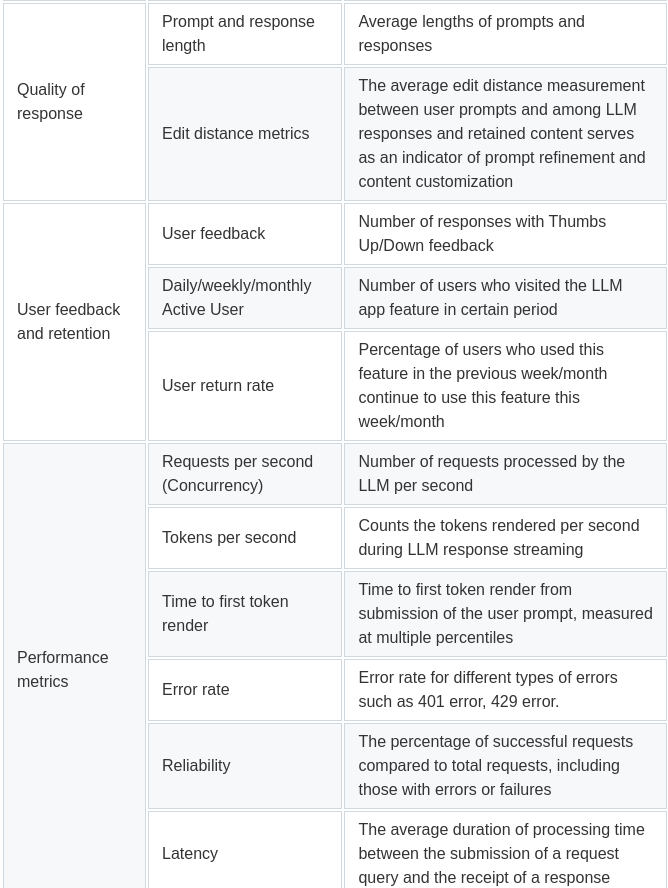 Quality of
response
Prompt and response
length
Average lengths of prompts and
responses
Edit distance metrics
The average edit distance measurement
between user prompts and among LLM
responses and retained content serves
as an indicator of prompt refinement and
content customization
User feedback
and retention
User feedback
Number of responses with Thumbs
Up/Down feedback
Daily/weekly/monthly
Active User
Number of users who visited the LLM
app feature in certain period
User return rate
Percentage of users who used this
feature in the previous week/month
continue to use this feature this
week/month
Performance
metrics
Requests per second
(Concurrency)
Number of requests processed by the
LLM per second
Tokens per second
Counts the tokens rendered per second
during LLM response streaming
Time to first token
render
Time to first token render from
submission of the user prompt, measured
at multiple percentiles
Error rate
Error rate for different types of errors
such as 401 error, 429 error.
Reliability
The percentage of successful requests
compared to total requests, including
those with errors or failures
Latency
The average duration of processing time
between the submission of a request
query and the receipt of a response